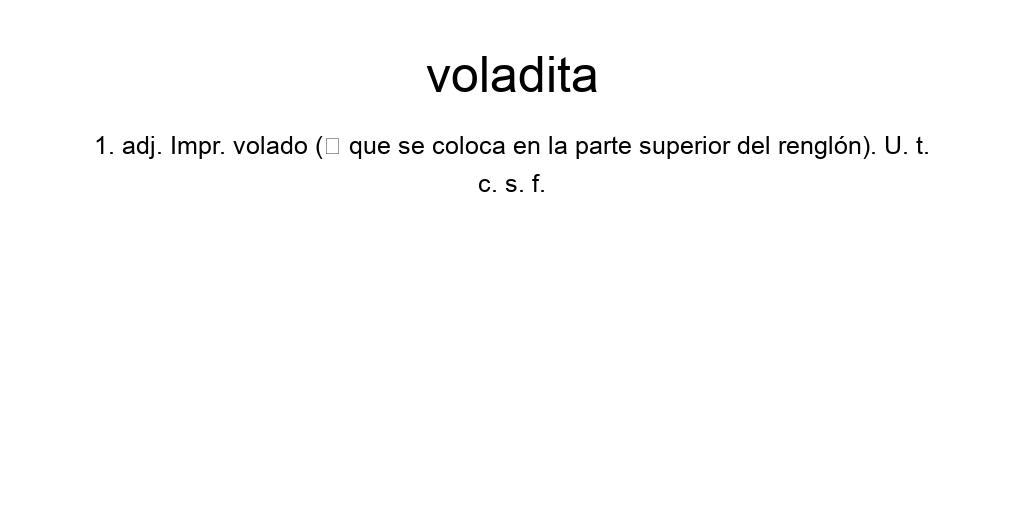 voladita
1. adj. Impr. volado (□ que se coloca en la parte superior del renglón). U. t.
c. s. f.